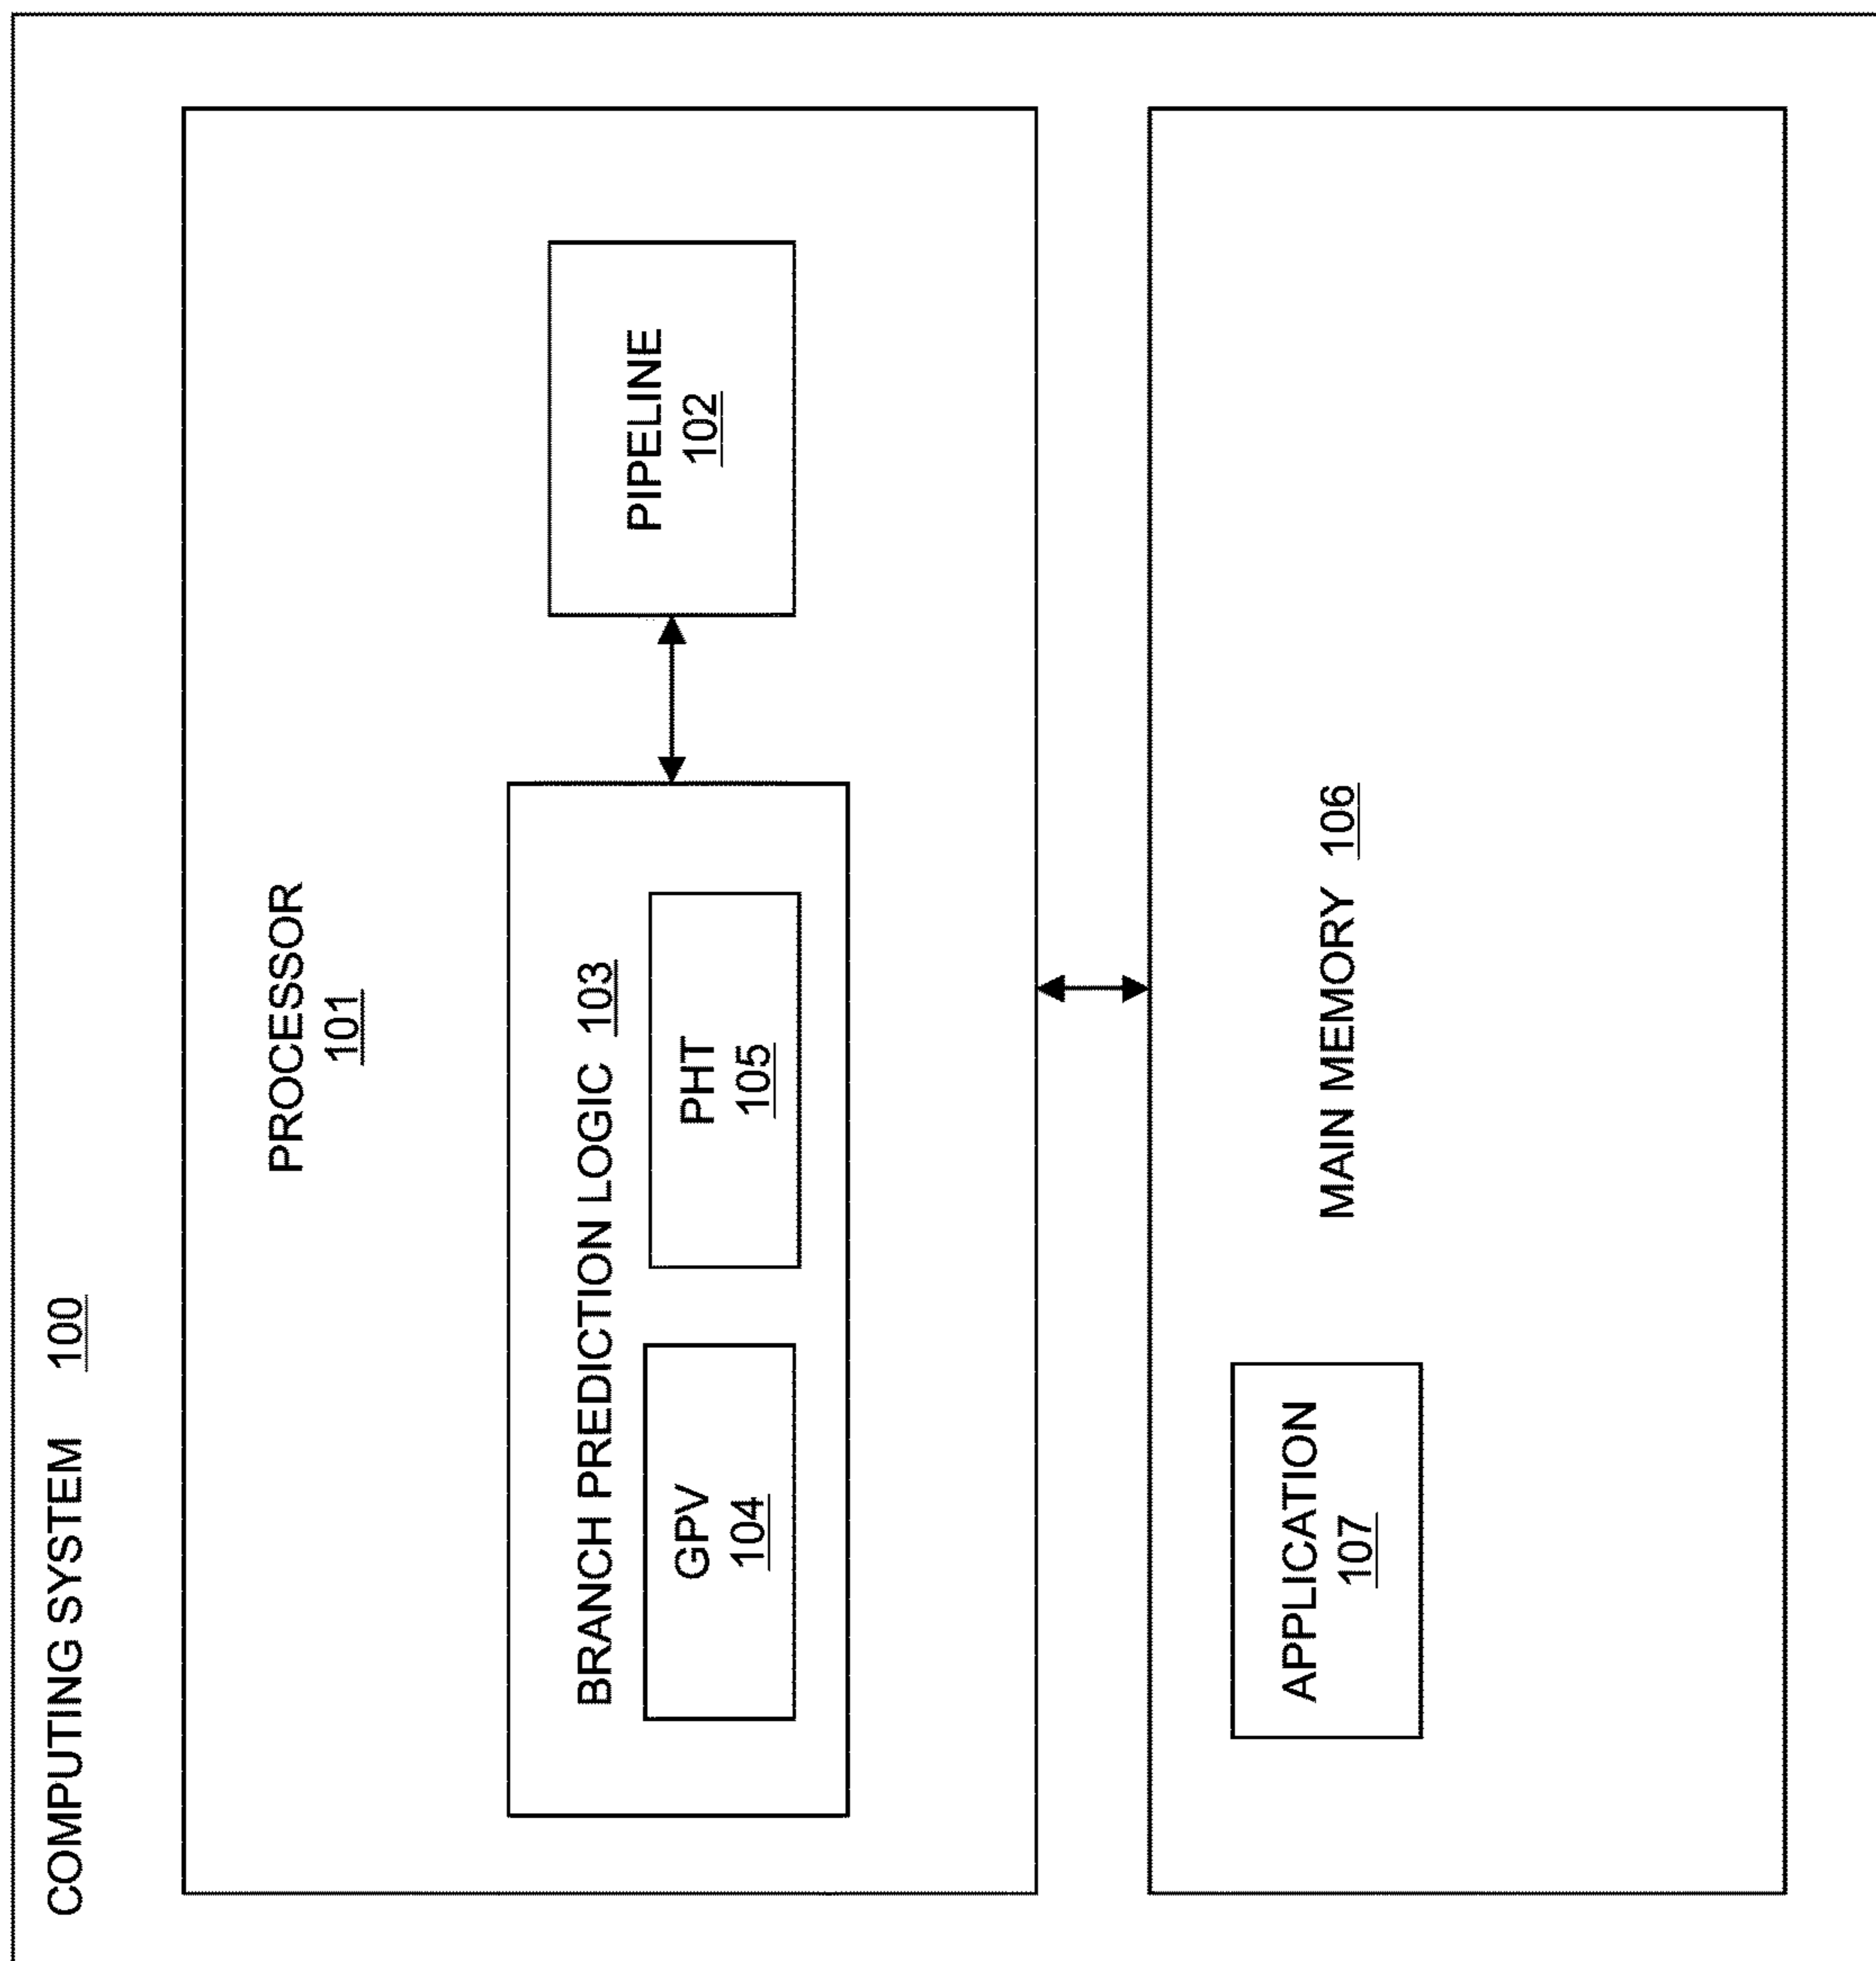 COMPUTING SYSTEM 100
PROCESSOR
101
BRANCH PREDICTION LOGIC 103
GPV
104
PHT
105
PIPELINE
102
MAIN MEMORY 106
APPLICATION
107